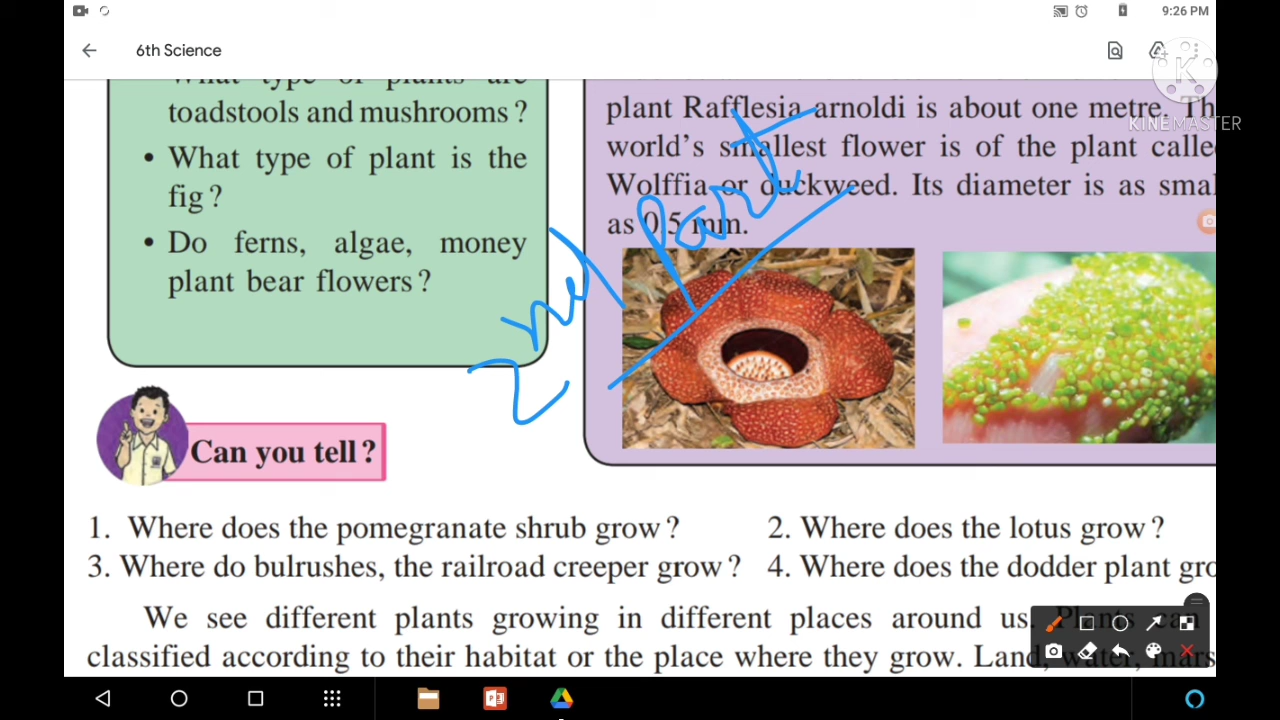 9:26 PM
6th Science
What type of plants are
toadstools and mushrooms ?
• What type of plant is the
fig ?
• Do ferns, algae, money
plant bear flowers ?
plant Rafflesia arnoldi is about one metre. Th
world's smallest flower is of the plant calle
Wolffia or duckweed. Its diameter is as smal
as 0.5 mm.
2nd Part
K
KINEMASTER
Can you tell ?
1. Where does the pomegranate shrub grow ?
2. Where does the lotus grow ?
3. Where do bulrushes, the railroad creeper grow ?
4. Where does the dodder plant gro
We see different plants growing in different places around us. Plants can
classified according to their habitat or the place where they grow. Land, water, mars